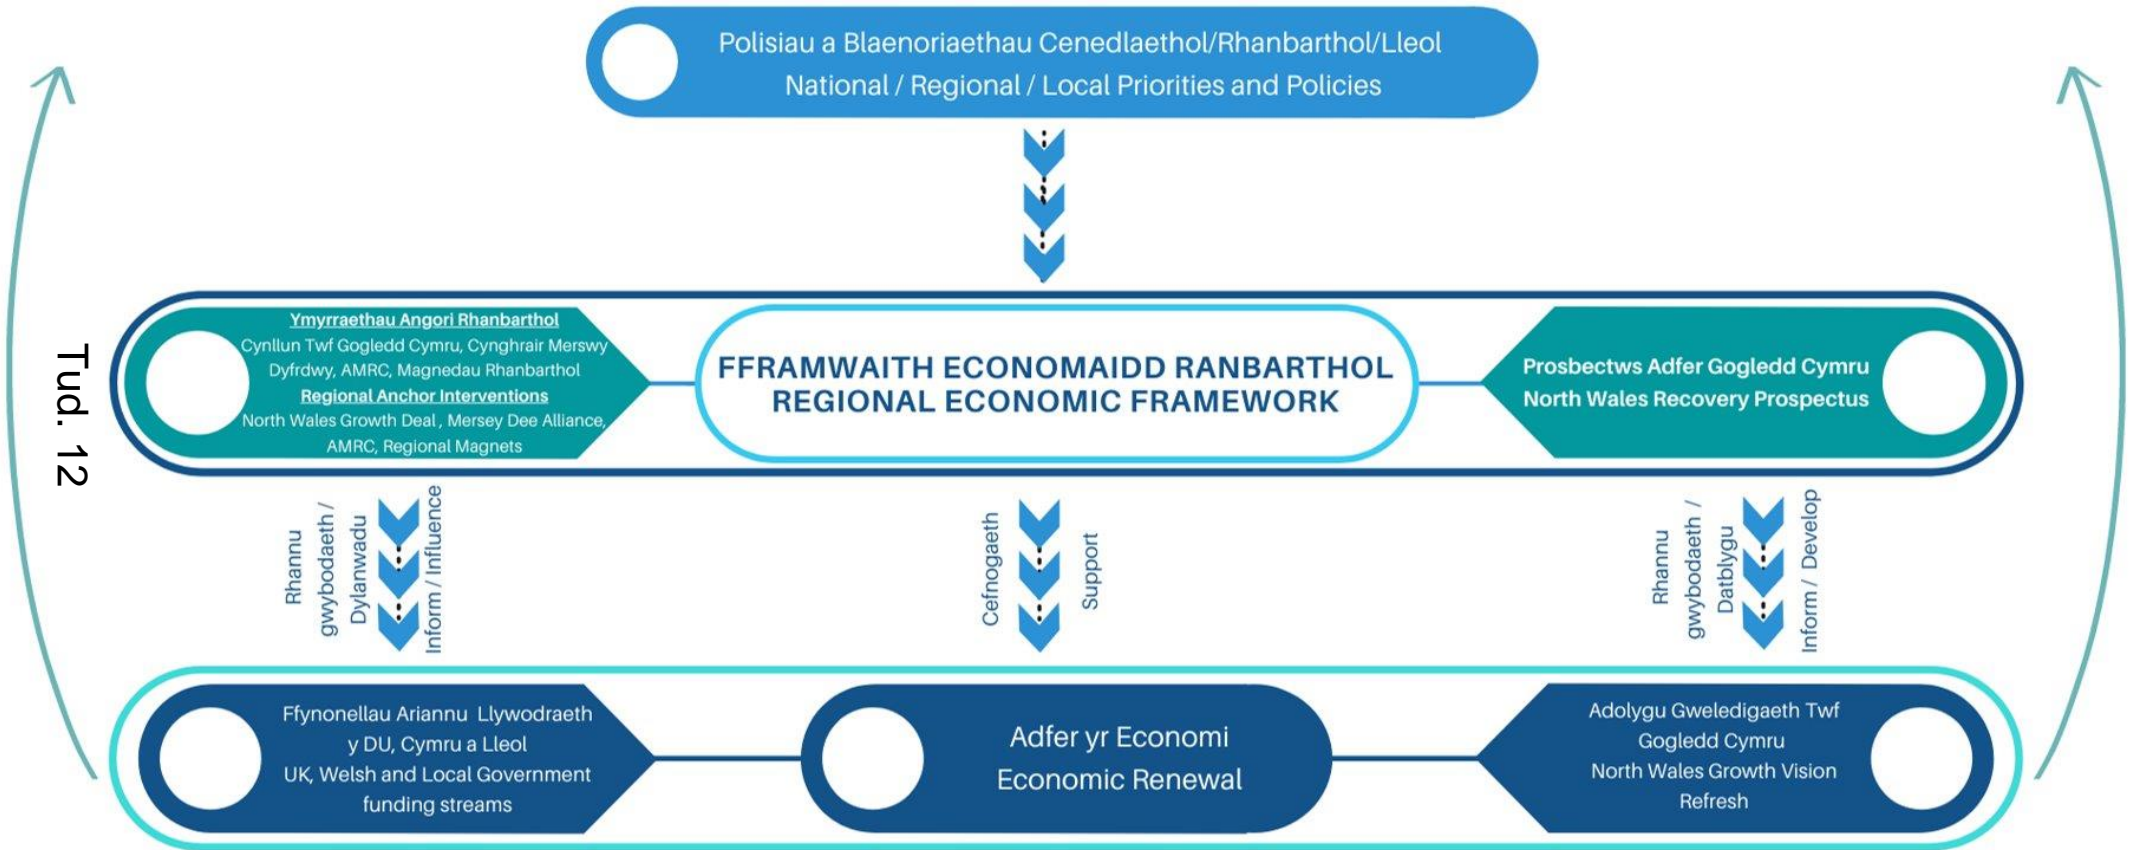 Polisiau a Blaenoriaethau Cenedlaethol/Rhanbarthol/Lleol
National / Regional / Local Priorities and Policies
Tud. 12
Ymyrraethau Angori Rhanbarthol
Cynllun Twf Gogledd Cymru, Cynghrair Merswy
Dyfrdwy, AMRC, Magnedau Rhanbarthol
Regional Anchor Interventions
North Wales Growth Deal , Mersey Dee Alliance,
AMRC, Regional Magnets
FFRAMWAITH ECONOMAIDD RANBARTHOL
REGIONAL ECONOMIC FRAMEWORK
Prosbectws Adfer Gogledd Cymru
North Wales Recovery Prospectus
Rhannu
gwybodaeth /
Dylanwadu
Inform / Influence
Cefnogaeth
Support
Rhannu
gwybodaeth /
Datblygu
Inform / Develop
Ffynonellau Ariannu Llywodraeth
y DU, Cymru a Lleol
UK, Welsh and Local Government
funding streams
Adfer yr Economi
Economic Renewal
Adolygu Gweledigaeth Twf
Gogledd Cymru
North Wales Growth Vision
Refresh